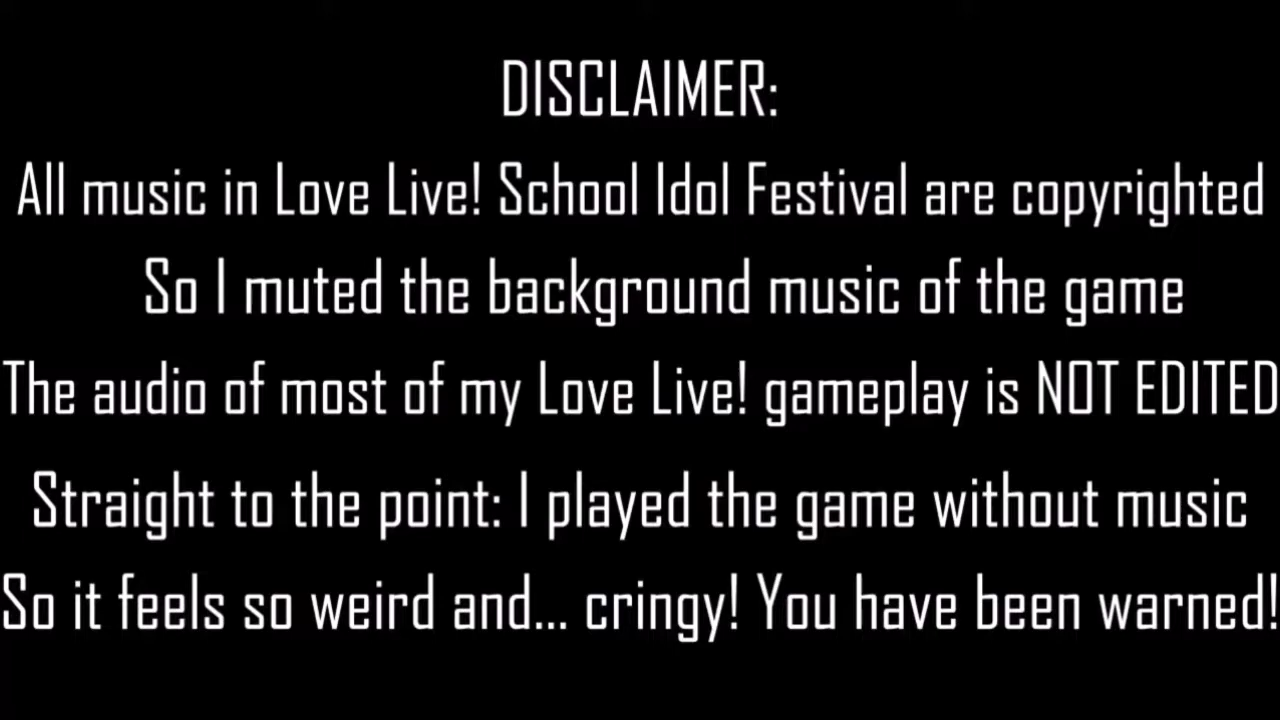 DISCLAIMER:
All music in Love Live! School Idol Festival are copyrighted
So I muted the background music of the game
The audio of most of my Love Live! gameplay is NOT EDITED
Straight to the point: I played the game without music
So it feels so weird and... cringy! You have been warned!